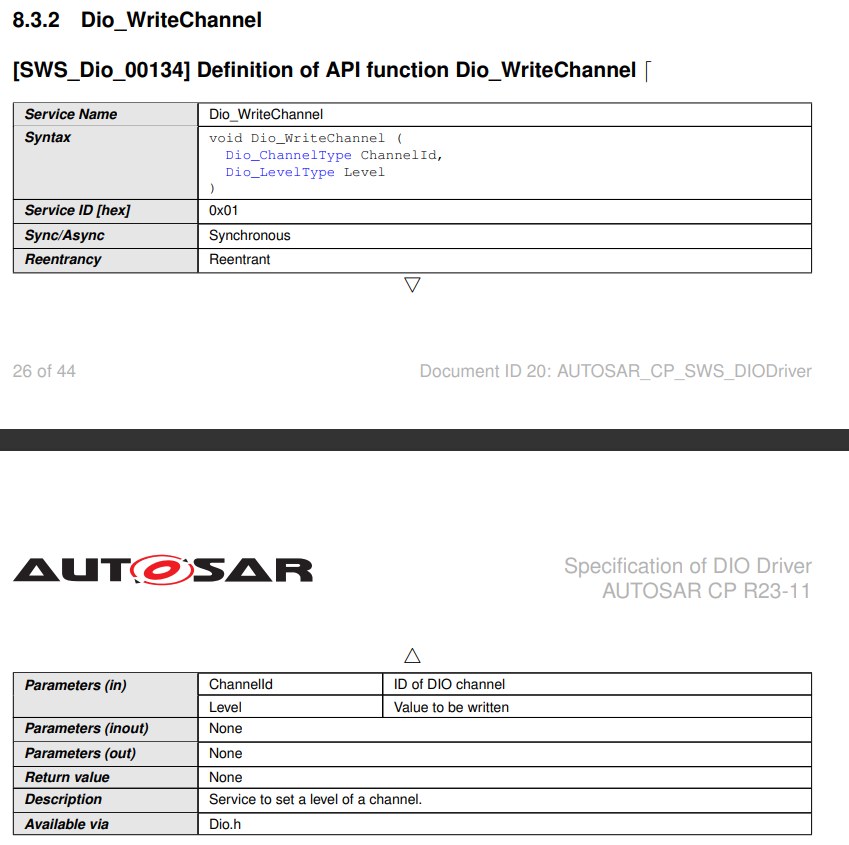 8.3.2 Dio_WriteChannel
[SWS_Dio_00134] Definition of API function Dio_WriteChannel ⌈
Service Name Dio_WriteChannel
Syntax void Dio_WriteChannel (
Dio_ChannelType ChannelId,
Dio_LevelType Level
)
Service ID [hex] 0x01
Sync/Async Synchronous
Reentrancy Reentrant
▽
26 of 44 Document ID 20: AUTOSAR_CP_SWS_DIODriver
AUTOSAR
Specification of DIO Driver
AUTOSAR CP R23-11
△
Parameters (in) ChannelId ID of DIO channel
Level Value to be written
Parameters (inout) None
Parameters (out) None
Return value None
Description Service to set a level of a channel.
Available via Dio.h